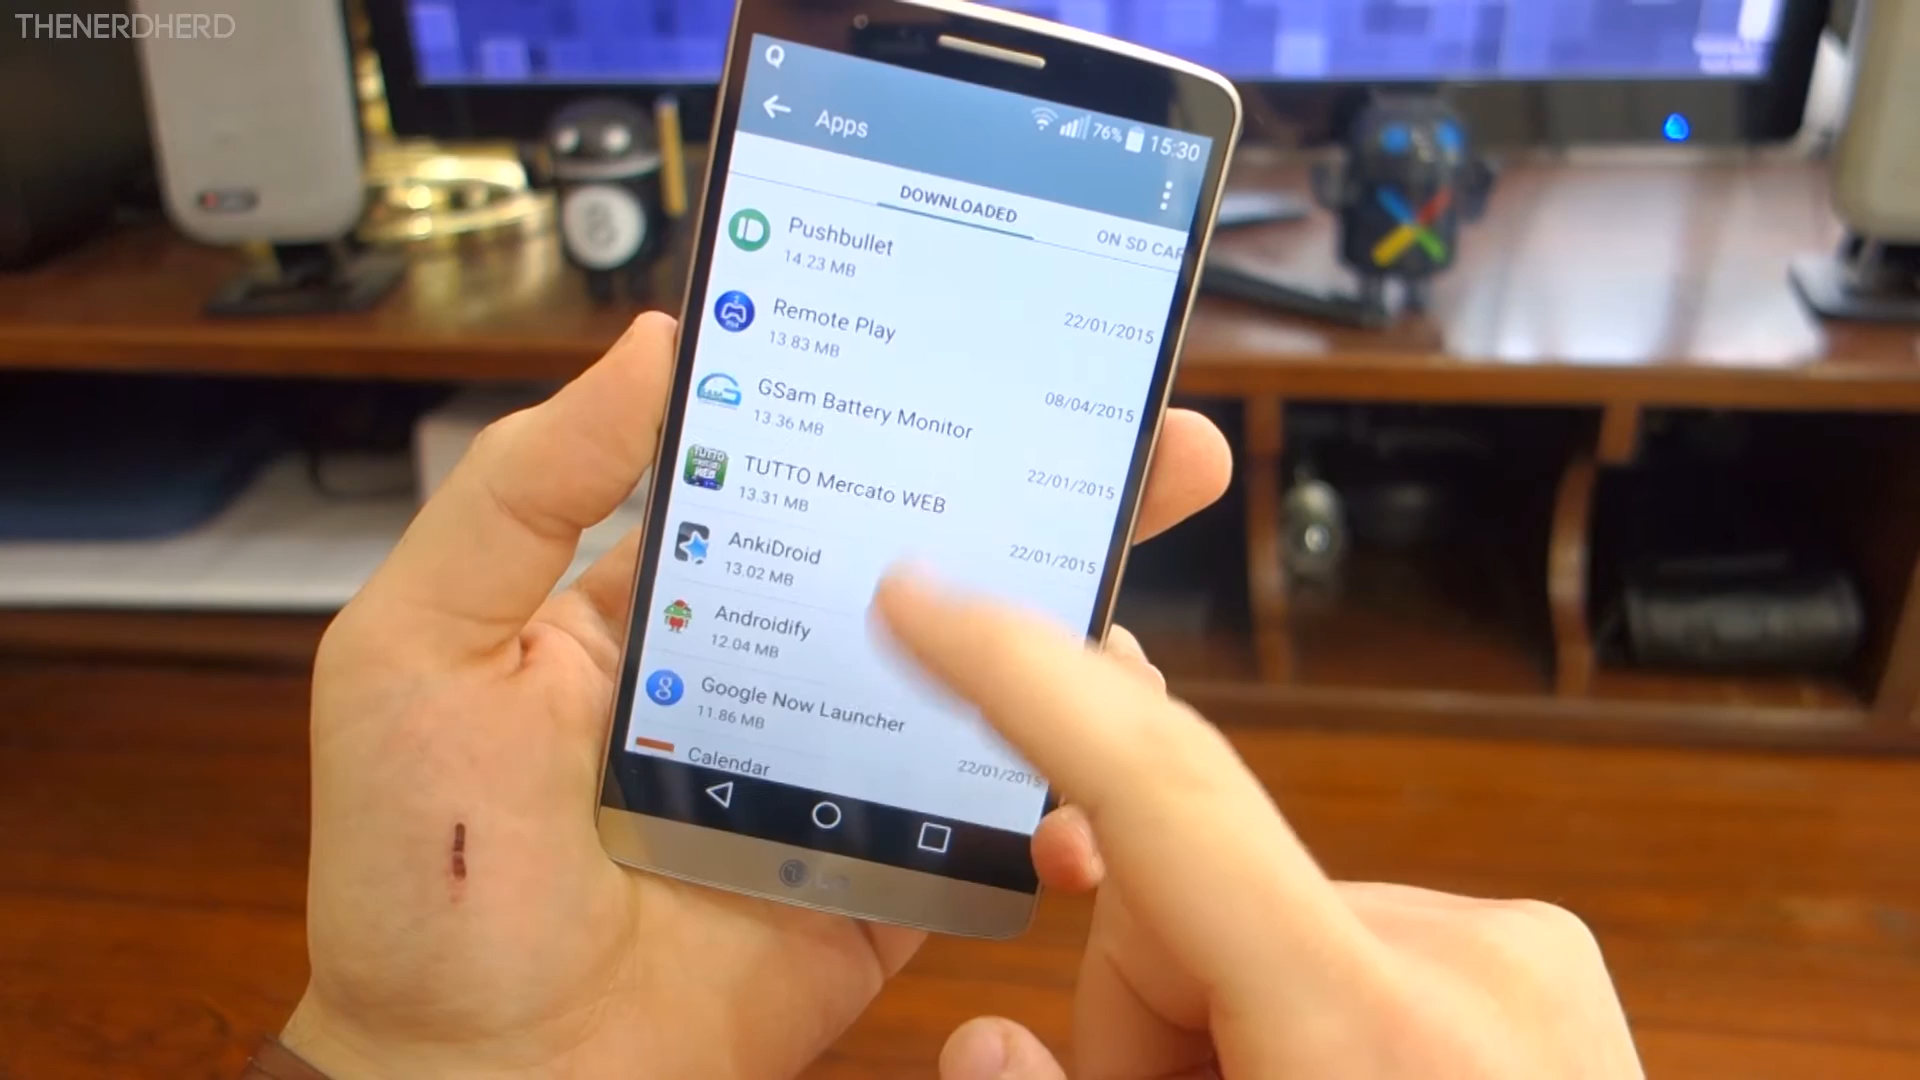 THENERDHERD
76% 15:30
Apps
DOWNLOADED
ON SD CAR
Pushbullet
14.23 MB
22/01/2015
Remote Play
13.83 MB
08/04/2015
GSam Battery Monitor
13.36 MB
22/01/2015
TUTTO Mercato WEB
13.31 MB
22/01/2015
AnkiDroid
13.02 MB
Androidify
12.04 MB
Google Now Launcher
11.86 MB
22/01/2015
Calendar
LG